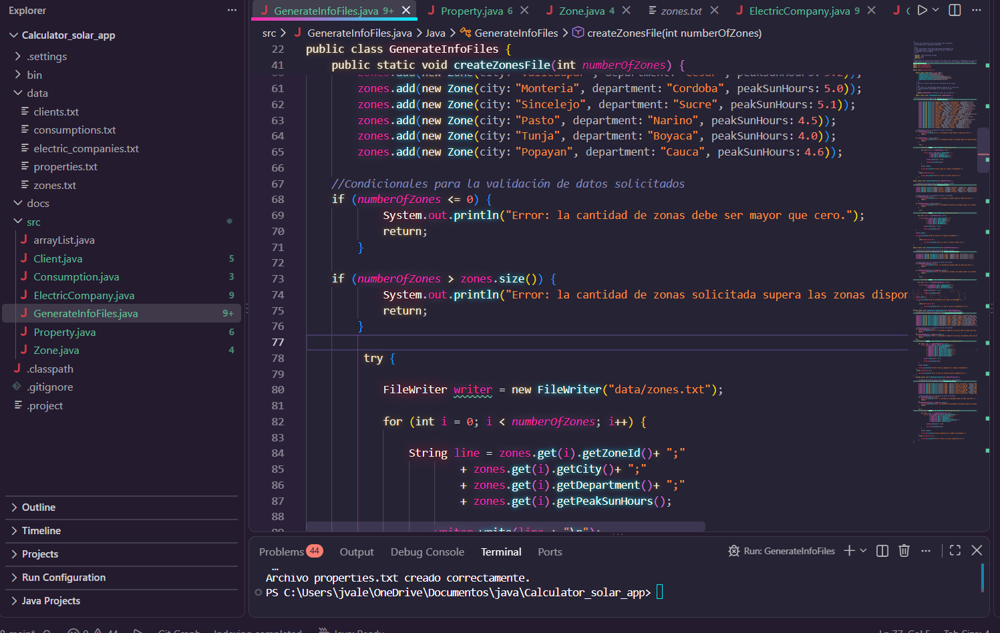 Explorer
Calculator_solar_app
.settings
bin
data
clients.txt
consumptions.txt
electric_companies.txt
properties.txt
zones.txt
docs
src
arrayList.java
Client.java 5
Consumption.java 3
ElectricCompany.java 9
GenerateInfoFiles.java 9+
Property.java 6
Zone.java 4
.classpath
.gitignore
.project
Outline
Timeline
Projects
Run Configuration
Java Projects
GenerateInfoFiles.java 9+ Property.java 6 Zone.java 4 zones.txt ElectricCompany.java 9
src > GenerateInfoFiles.java > Java > GenerateInfoFiles > createZonesFile(int numberOfZones)
22 public class GenerateInfoFiles {
41 public static void createZonesFile(int numberOfZones) {
61 zones.add(new Zone(city: "Monteria", department: "Cordoba", peakSunHours: 5.0));
62 zones.add(new Zone(city: "Sincelejo", department: "Sucre", peakSunHours: 5.1));
63 zones.add(new Zone(city: "Pasto", department: "Narino", peakSunHours: 4.5));
64 zones.add(new Zone(city: "Tunja", department: "Boyaca", peakSunHours: 4.0));
65 zones.add(new Zone(city: "Popayan", department: "Cauca", peakSunHours: 4.6));
66
67 //Condicionales para la validación de datos solicitados
68 if (numberOfZones <= 0) {
69 System.out.println("Error: la cantidad de zonas debe ser mayor que cero.");
70 return;
71 }
72
73 if (numberOfZones > zones.size()) {
74 System.out.println("Error: la cantidad de zonas solicitada supera las zonas disponibles.");
75 return;
76 }
77
78 try {
79
80 FileWriter writer = new FileWriter("data/zones.txt");
81
82 for (int i = 0; i < numberOfZones; i++) {
83
84 String line = zones.get(i).getZoneId()+ ";"
85 + zones.get(i).getCity()+ ";"
86 + zones.get(i).getDepartment()+ ";"
87 + zones.get(i).getPeakSunHours();
88
89 writer.write(line + "\n");
Problems 44 Output Debug Console Terminal Ports Run: GenerateInfoFiles
Archivo properties.txt creado correctamente.
PS C:\Users\jvale\OneDrive\Documentos\java\Calculator_solar_app>